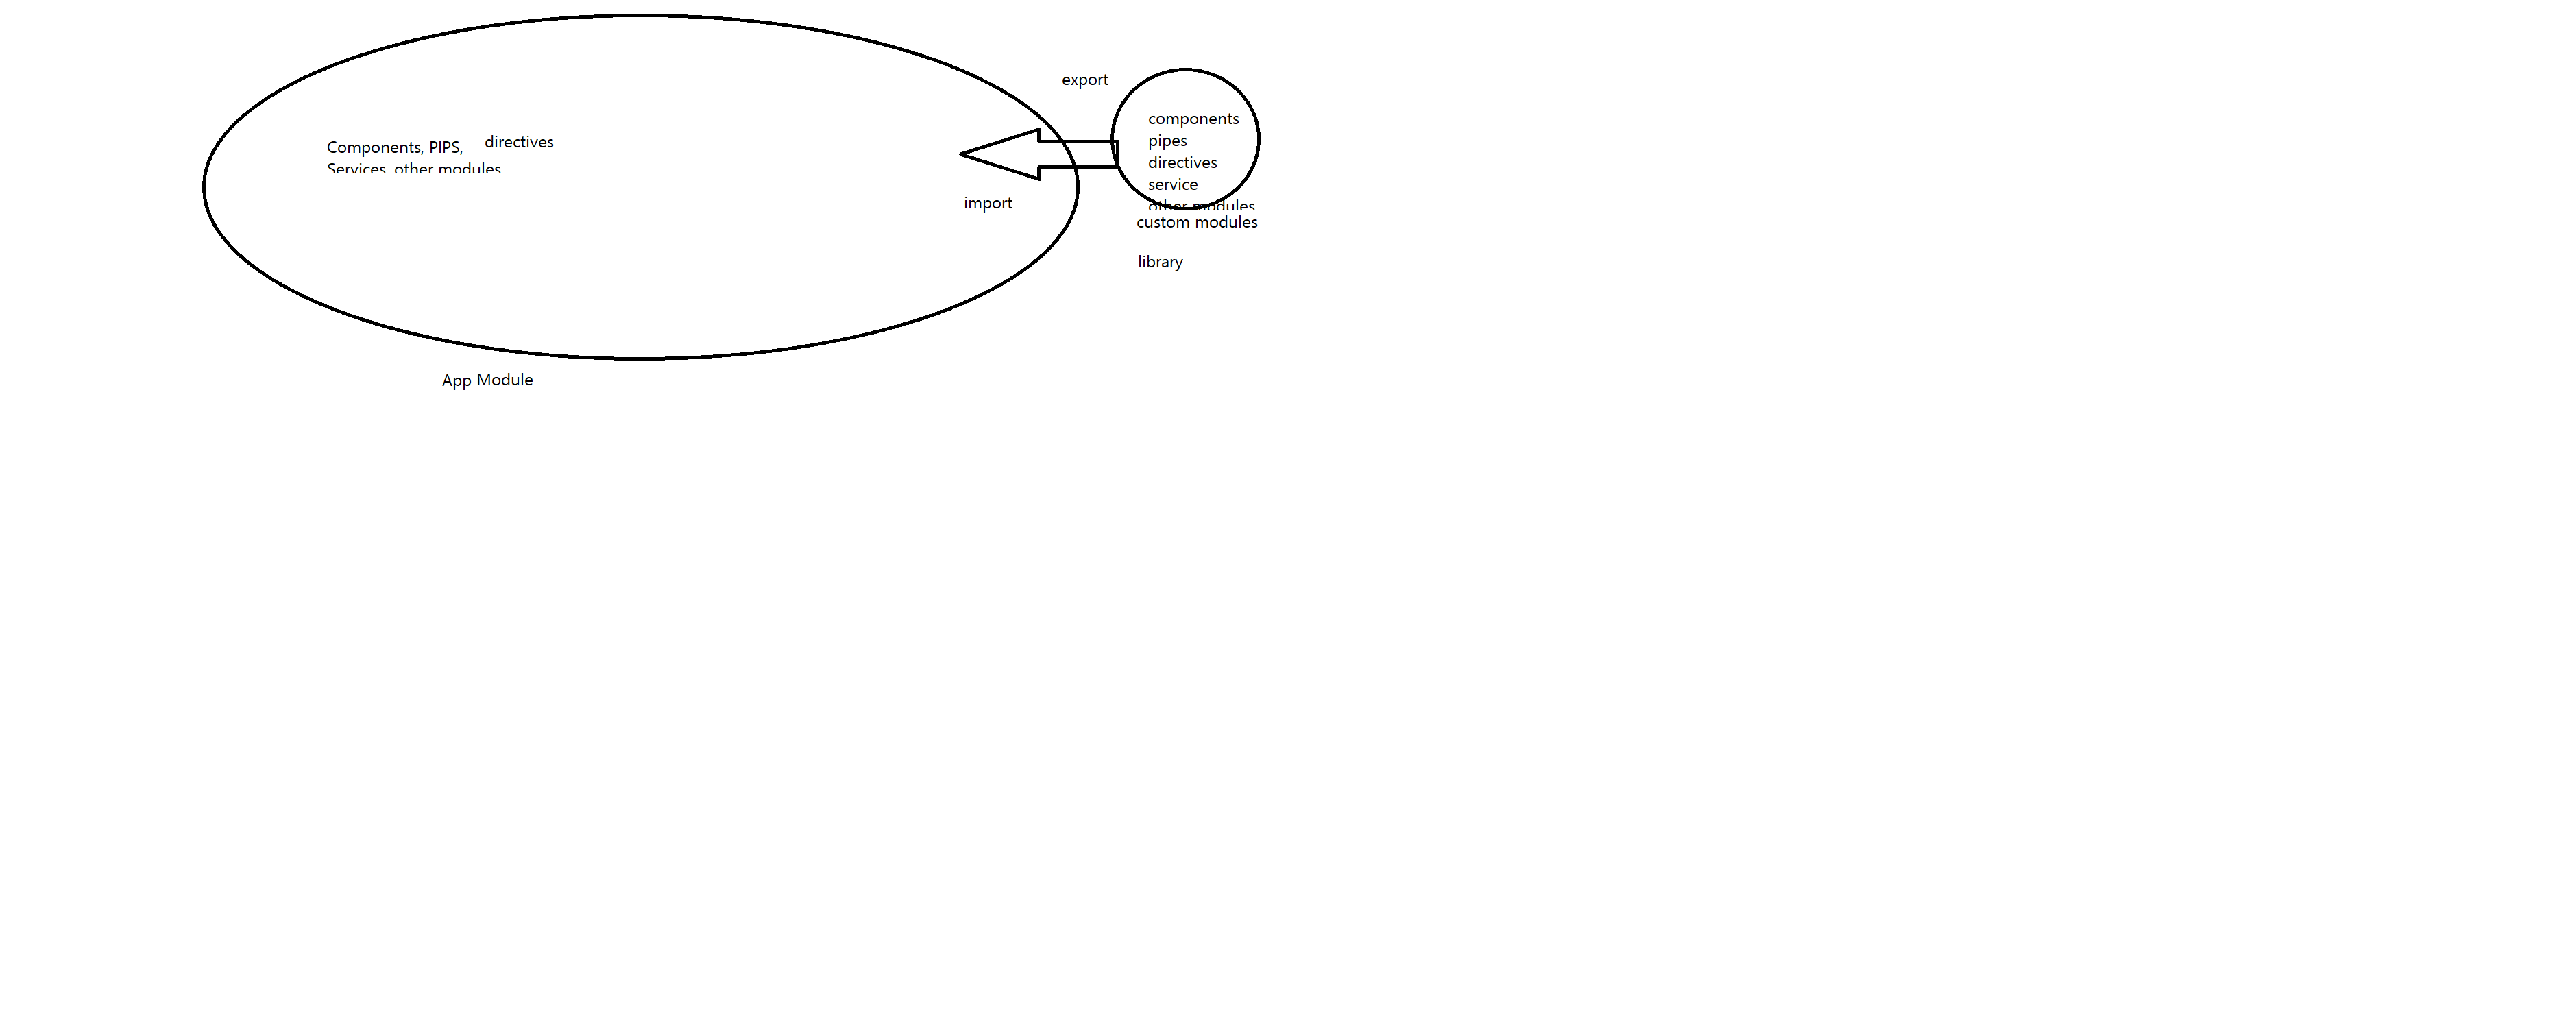 export
components
pipes
directives
service
other modules
custom modules
library
Components, PIPS, directives
Services, other modules
import
App Module